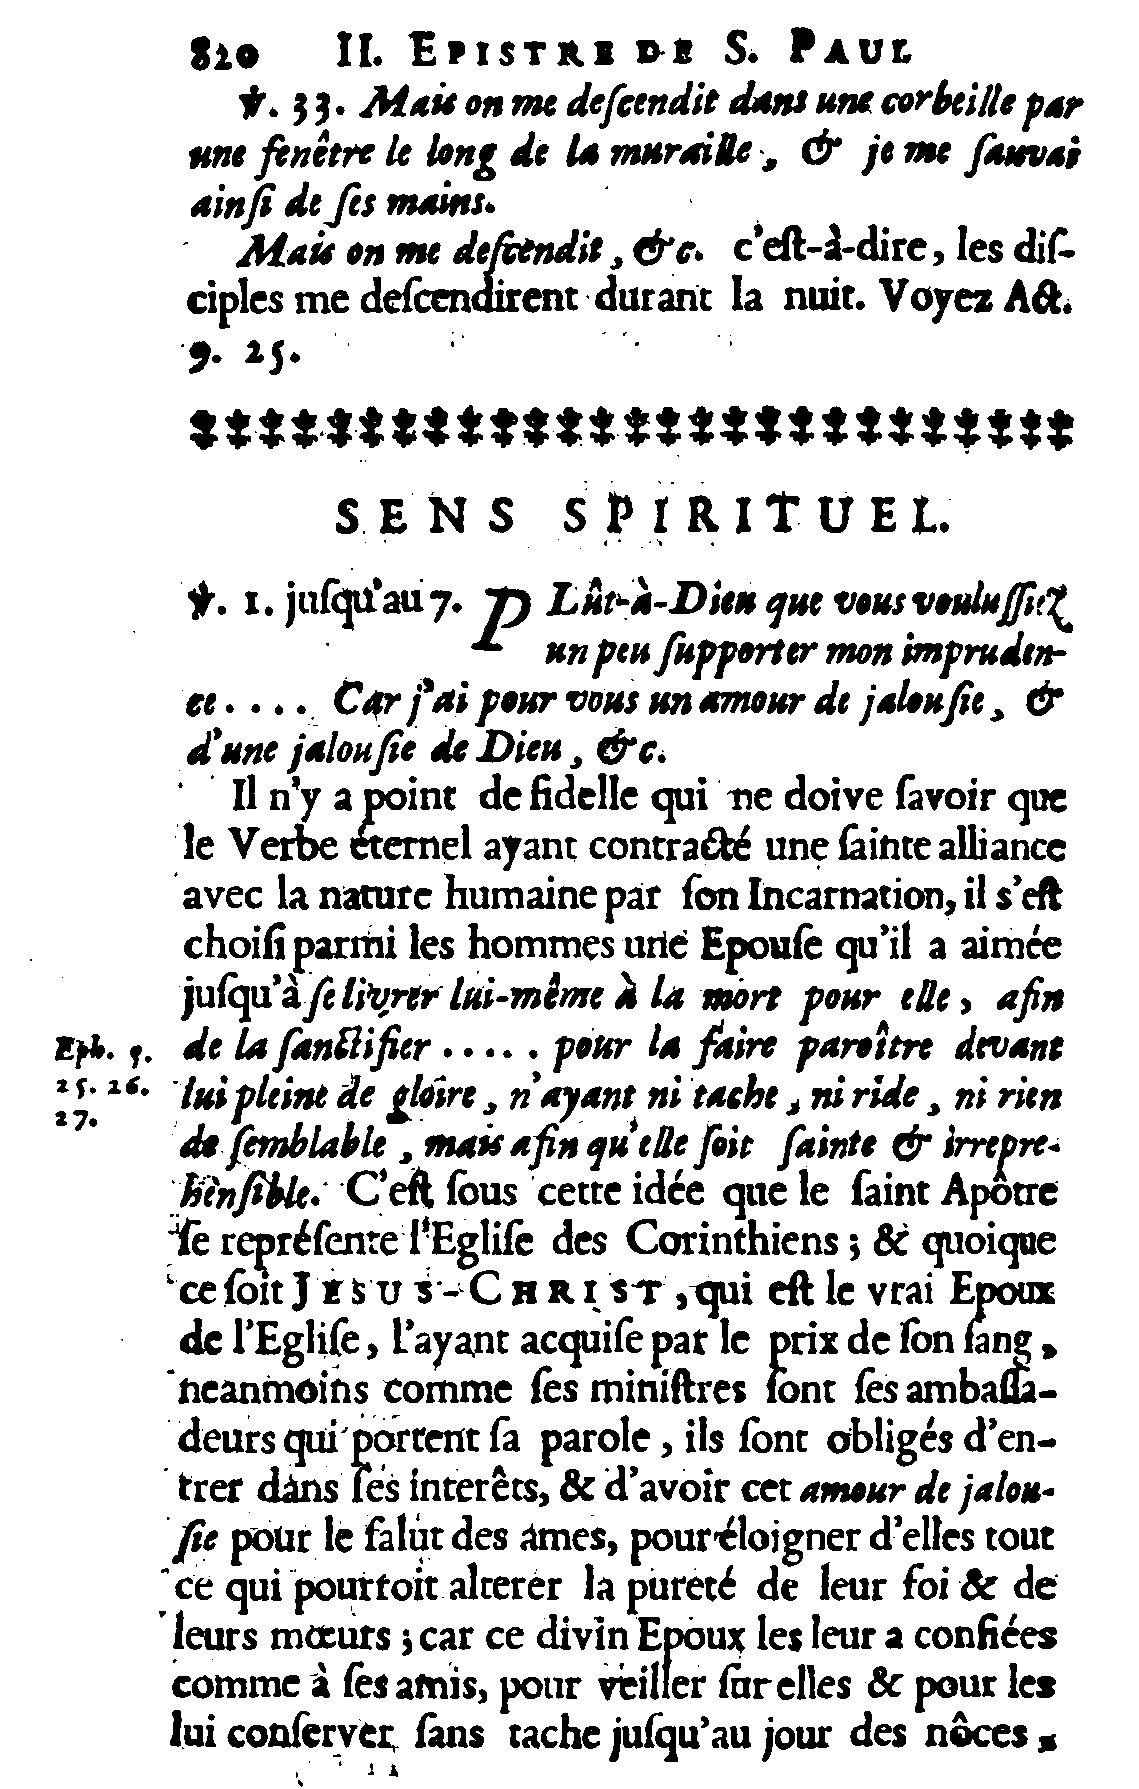 820 II. EPISTRE DE S. PAUL
℣. 33. Mais on me deſcendit dans une corbeille par
une fenêtre le long de la muraille, & je me ſauvai
ainſi de ſes mains.
Mais on me deſcendit, &c. c'eſt-à-dire, les diſ-
ciples me deſcendirent durant la nuit. Voyez Act.
9. 25.
SENS SPIRITUEL.
℣. 1. juſqu'au 7. PLût-à-Dieu que vous vouluſſiez
un peu ſupporter mon impruden-
ce.... Car j'ai pour vous un amour de jalouſie, &
d'une jalouſie de Dieu, &c.
Il n'y a point de fidelle qui ne doive ſavoir que
le Verbe éternel ayant contracté une ſainte alliance
avec la nature humaine par ſon Incarnation, il s'eſt
choiſi parmi les hommes une Epouſe qu'il a aimée
juſqu'à ſe livrer lui-même à la mort pour elle, afin
Eph. 5. de la ſanctifier ..... pour la faire paroître devant
25. 26. lui pleine de gloire, n'ayant ni tache, ni ride, ni rien
27. de ſemblable, mais afin qu'elle ſoit ſainte & irrepre-
henſible. C'eſt ſous cette idée que le ſaint Apôtre
ſe repréſente l'Egliſe des Corinthiens; & quoique
ce ſoit JESUS-CHRIST, qui eſt le vrai Epoux
de l'Egliſe, l'ayant acquiſe par le prix de ſon ſang,
neanmoins comme ſes miniſtres ſont ſes ambaſſa-
deurs qui portent ſa parole, ils ſont obligés d'en-
trer dans ſes interêts, & d'avoir cet amour de jalou-
ſie pour le ſalut des ames, pour éloigner d'elles tout
ce qui pourroit alterer la pureté de leur foi & de
leurs mœurs; car ce divin Epoux les leur a confiées
comme à ſes amis, pour veiller ſur elles & pour les
lui conſerver ſans tache juſqu'au jour des nôces,